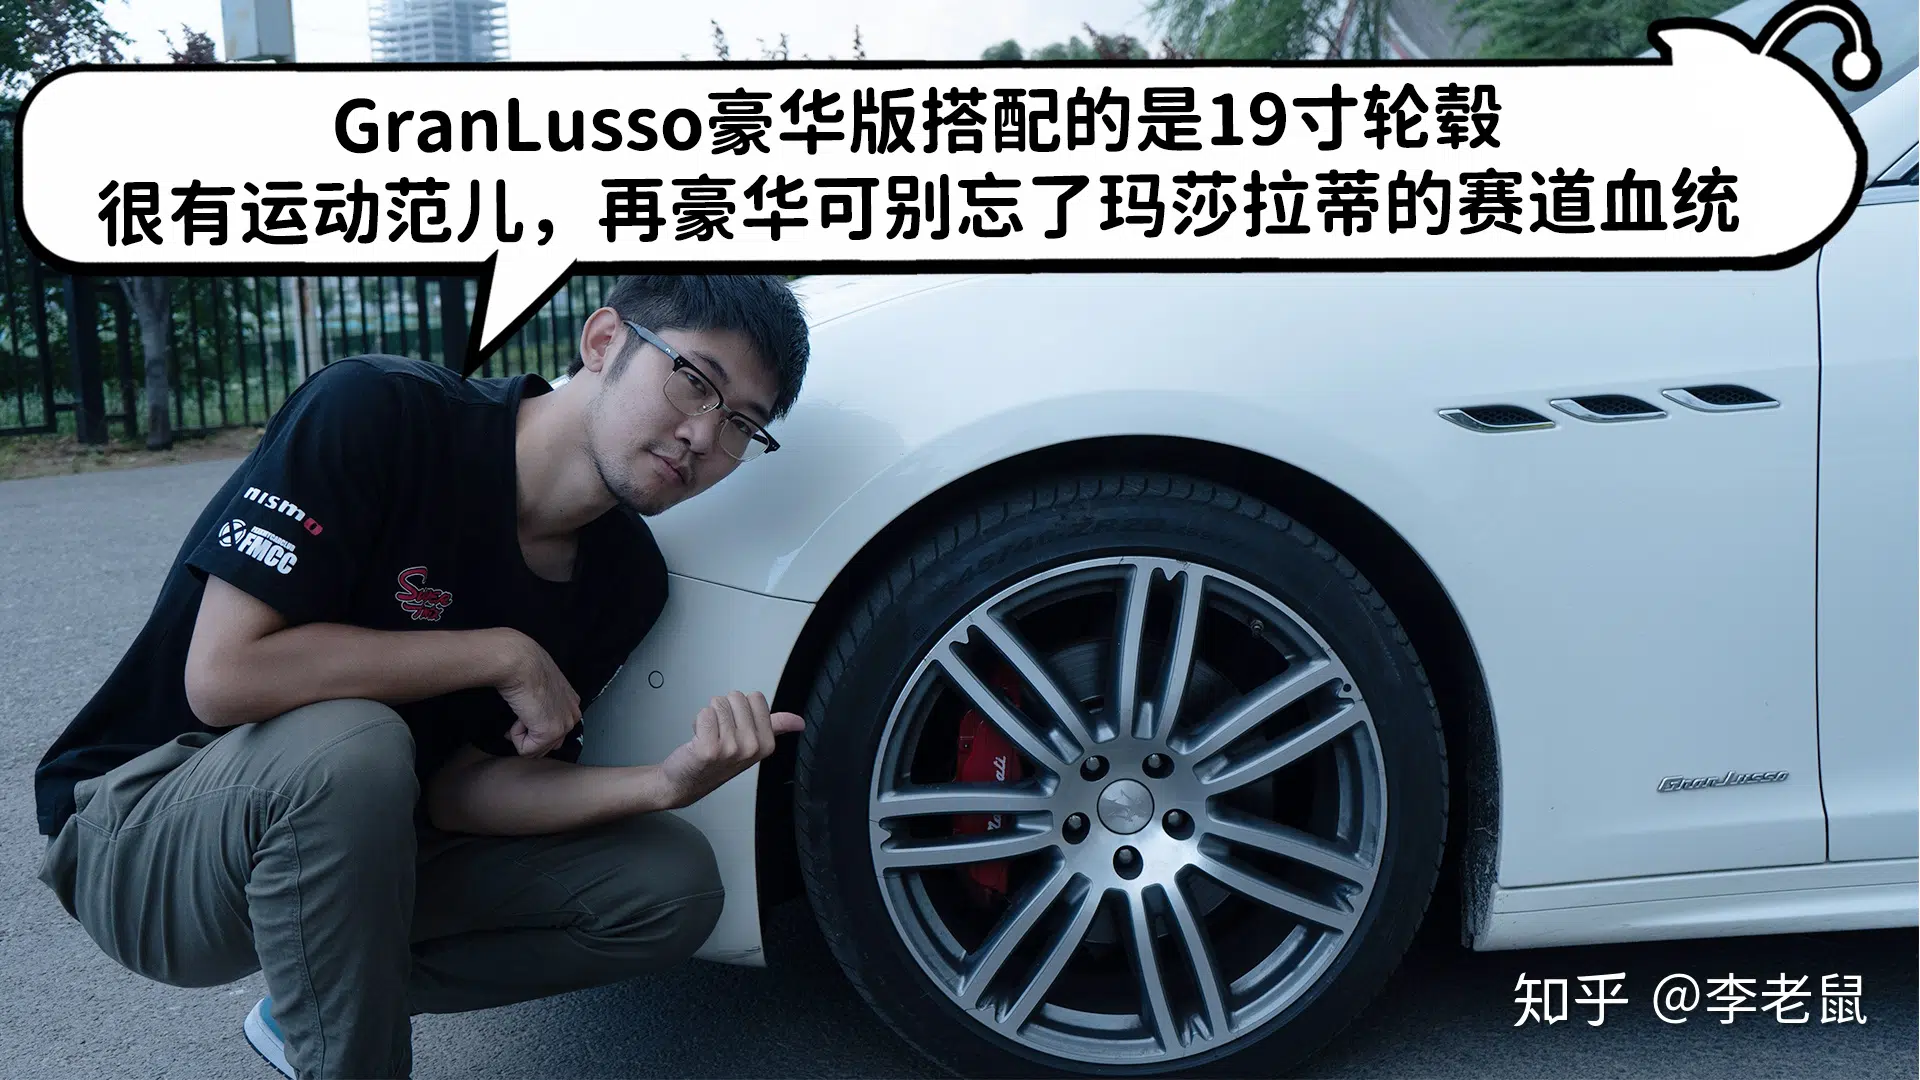 GranLusso豪华版搭配的是19寸轮毂
很有运动范儿，再豪华可别忘了玛莎拉蒂的赛道血统
nismo
FMCC
GranLusso
知乎 @李老鼠